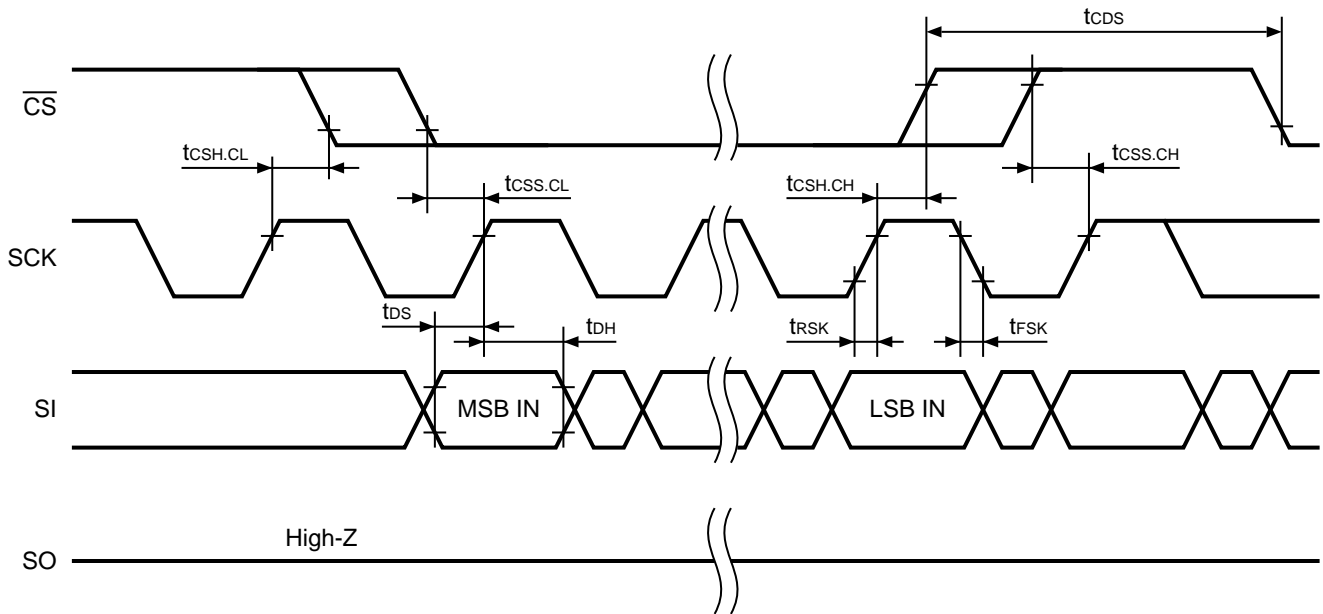 tCDS
CS
tCSH.CL
tCSS.CH
tCSS.CL
tCSH.CH
SCK
tDS
tDH
tRSK
tFSK
SI
MSB IN
LSB IN
High-Z
SO